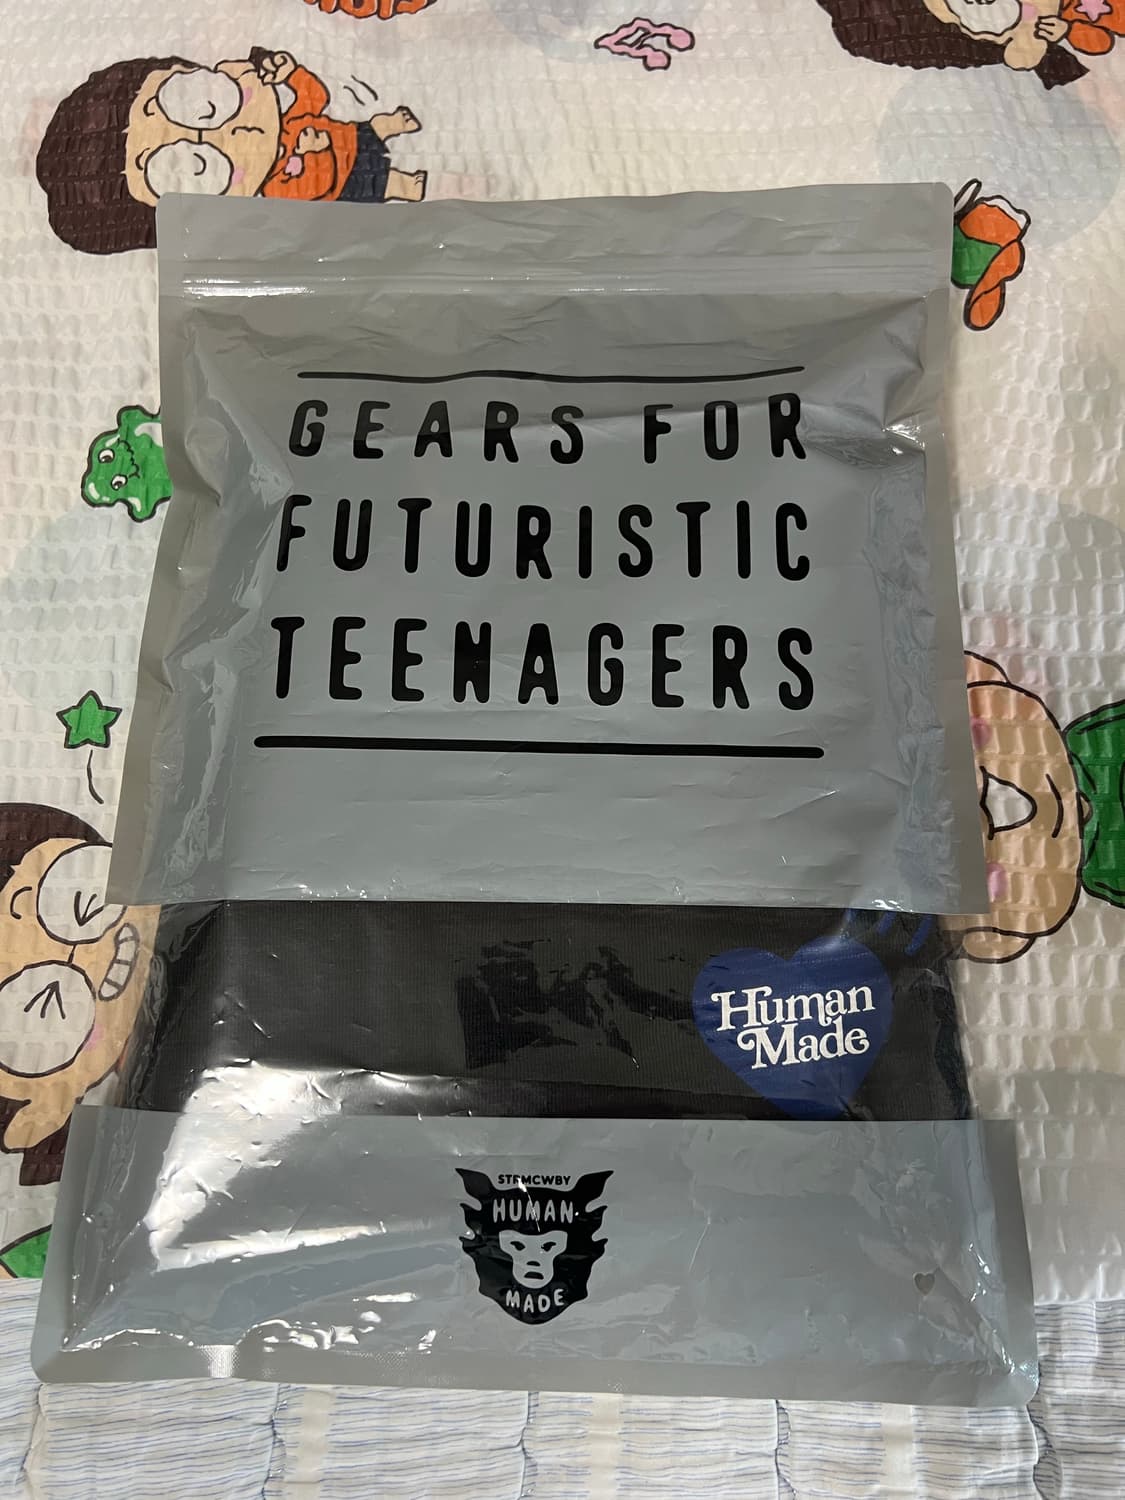 GEARS FOR
FUTURISTIC
TEENAGERS
Human
Made
STRMCWBY
HUMAN
MADE